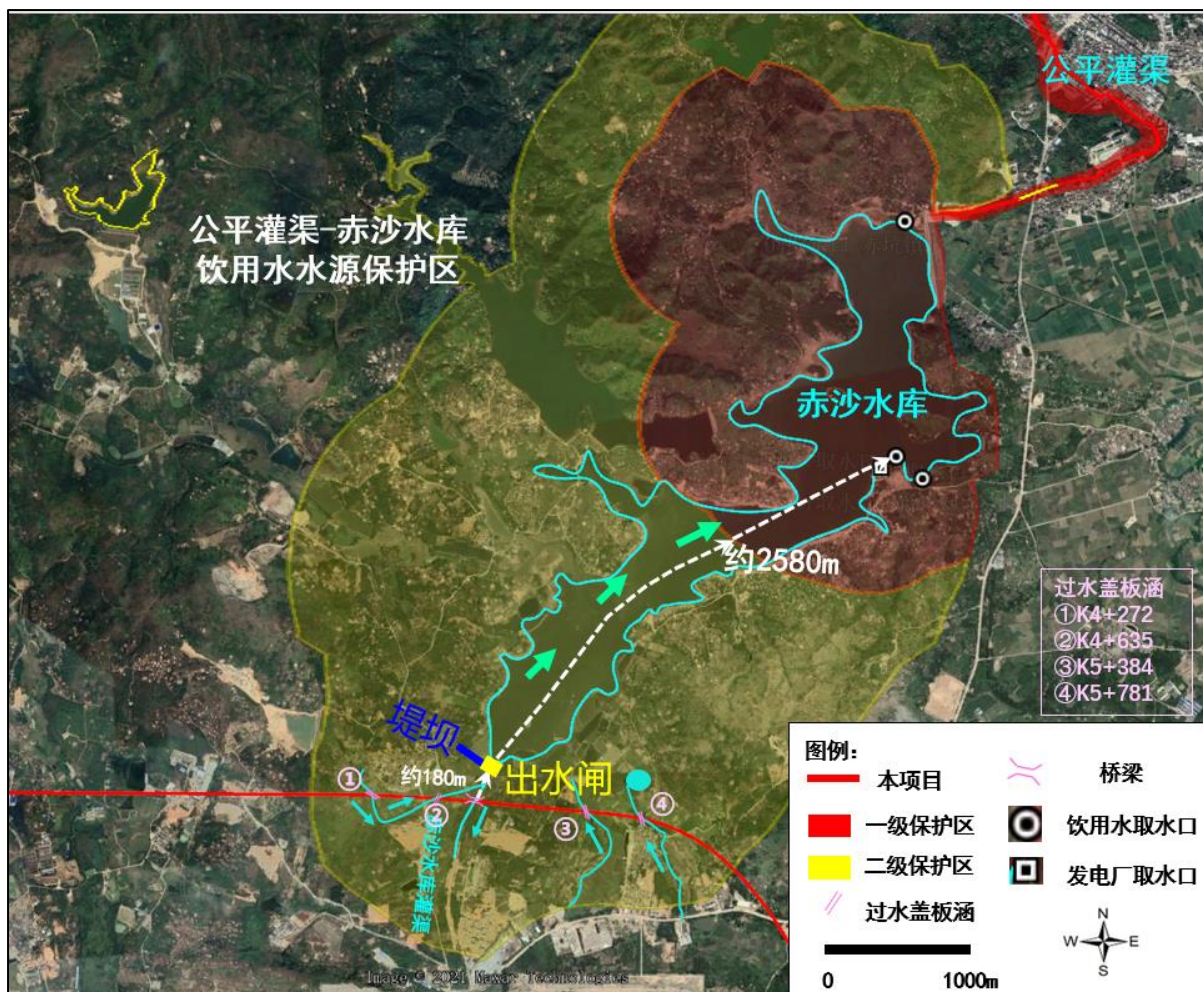 公平灌渠
公平灌渠-赤沙水库
饮用水水源保护区
赤沙水库
约2580m
过水盖板涵
①K4+272
②K4+635
③K5+384
④K5+781
堤坝
约180m
出水闸
①
②
③
④
赤沙水库灌渠
图例:
本项目
桥梁
一级保护区
饮用水取水口
二级保护区
发电厂取水口
过水盖板涵
N
W
E
S
0
1000m
Image © 2021 Maxar Technologies